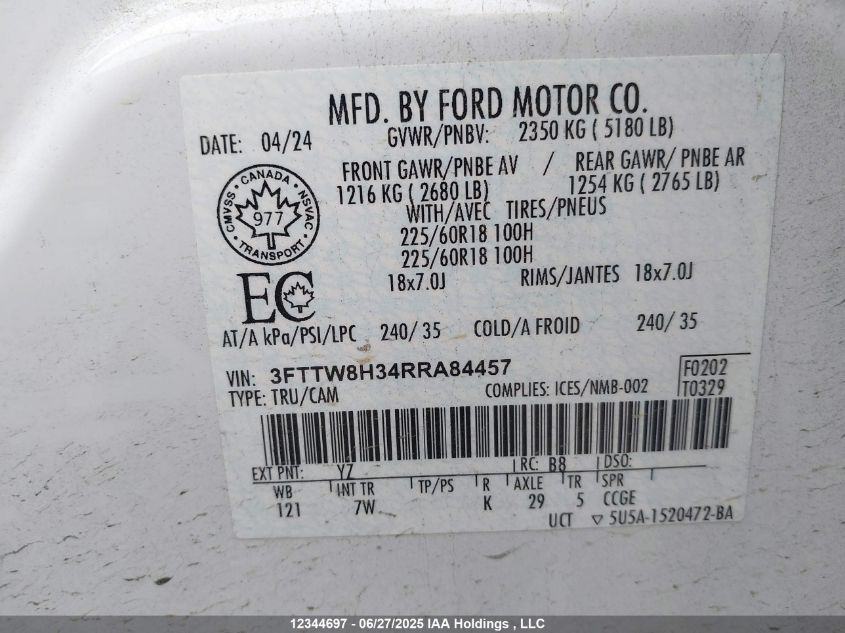 MFD. BY FORD MOTOR CO.
DATE: 04/24 GVWR/PNBV: 2350 KG ( 5180 LB)
FRONT GAWR/PNBE AV / REAR GAWR/ PNBE AR
1216 KG ( 2680 LB) 1254 KG ( 2765 LB)
WITH/AVEC TIRES/PNEUS
225/60R18 100H
225/60R18 100H
18x7.0J RIMS/JANTES 18x7.0J
CANADA
CMVSS NSVAC
977
TRANSPORT
EC
AT/A kPa/PSI/LPC 240/ 35 COLD/A FROID 240/ 35
VIN: 3FTTW8H34RRA84457 F0202
TYPE: TRU/CAM COMPLIES: ICES/NMB-002 T0329
EXT PNT: YZ RC: B8 DSO:
WB INT TR TP/PS R AXLE TR SPR
121 7W K 29 5 CCGE
UCT ▽ 5U5A-1520472-BA
12344697 - 06/27/2025 IAA Holdings , LLC